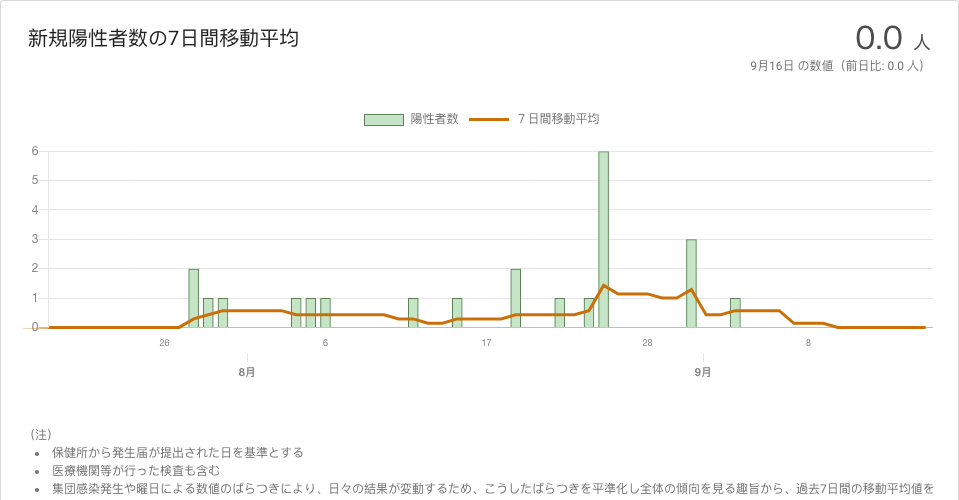 新規陽性者数の7日間移動平均
0.0 人
9月16日 の数値（前日比: 0.0 人）
陽性者数 7 日間移動平均
6
5
4
3
2
1
0
26 6 17 28 8
8月 9月
（注）
• 保健所から発生届が提出された日を基準とする
• 医療機関等が行った検査も含む
• 集団感染発生や曜日による数値のばらつきにより、日々の結果が変動するため、こうしたばらつきを平準化し全体の傾向を見る趣旨から、過去7日間の移動平均値を